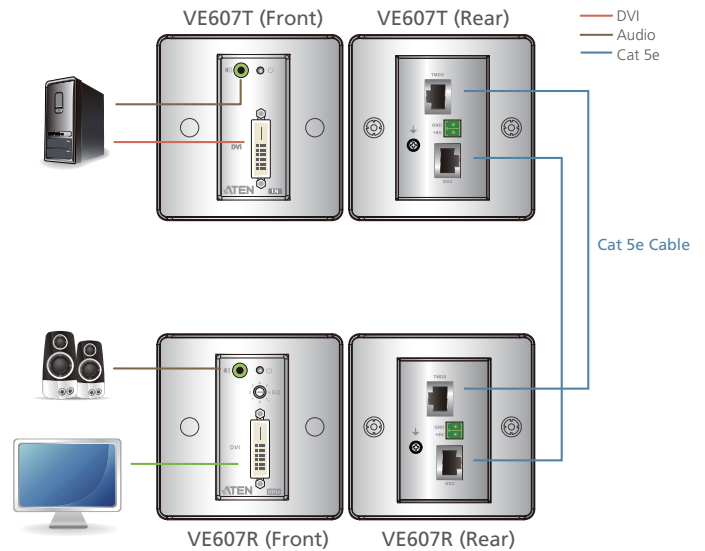 VE607T (Front)
VE607T (Rear)
DVI
Audio
Cat 5e
DVI
ATEN
IN
TMDS
GND
+5V
DDC
Cat 5e Cable
DVI
ATEN
TMDS
GND
+5V
DDC
VE607R (Front)
VE607R (Rear)